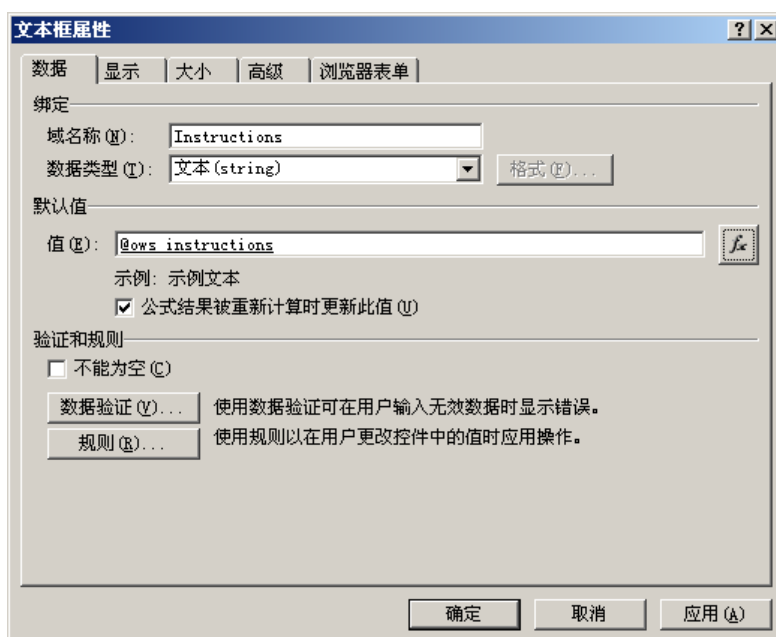 文本框属性
数据 显示 大小 高级 浏览器表单
绑定
域名称(N): Instructions
数据类型(T): 文本(string) 格式(F)...
默认值
值(E): @ows_instructions fx
示例: 示例文本
公式结果被重新计算时更新此值(U)
验证和规则
不能为空(C)
数据验证(V)... 使用数据验证可在用户输入无效数据时显示错误。
规则(R)... 使用规则以在用户更改控件中的值时应用操作。
确定 取消 应用(A)